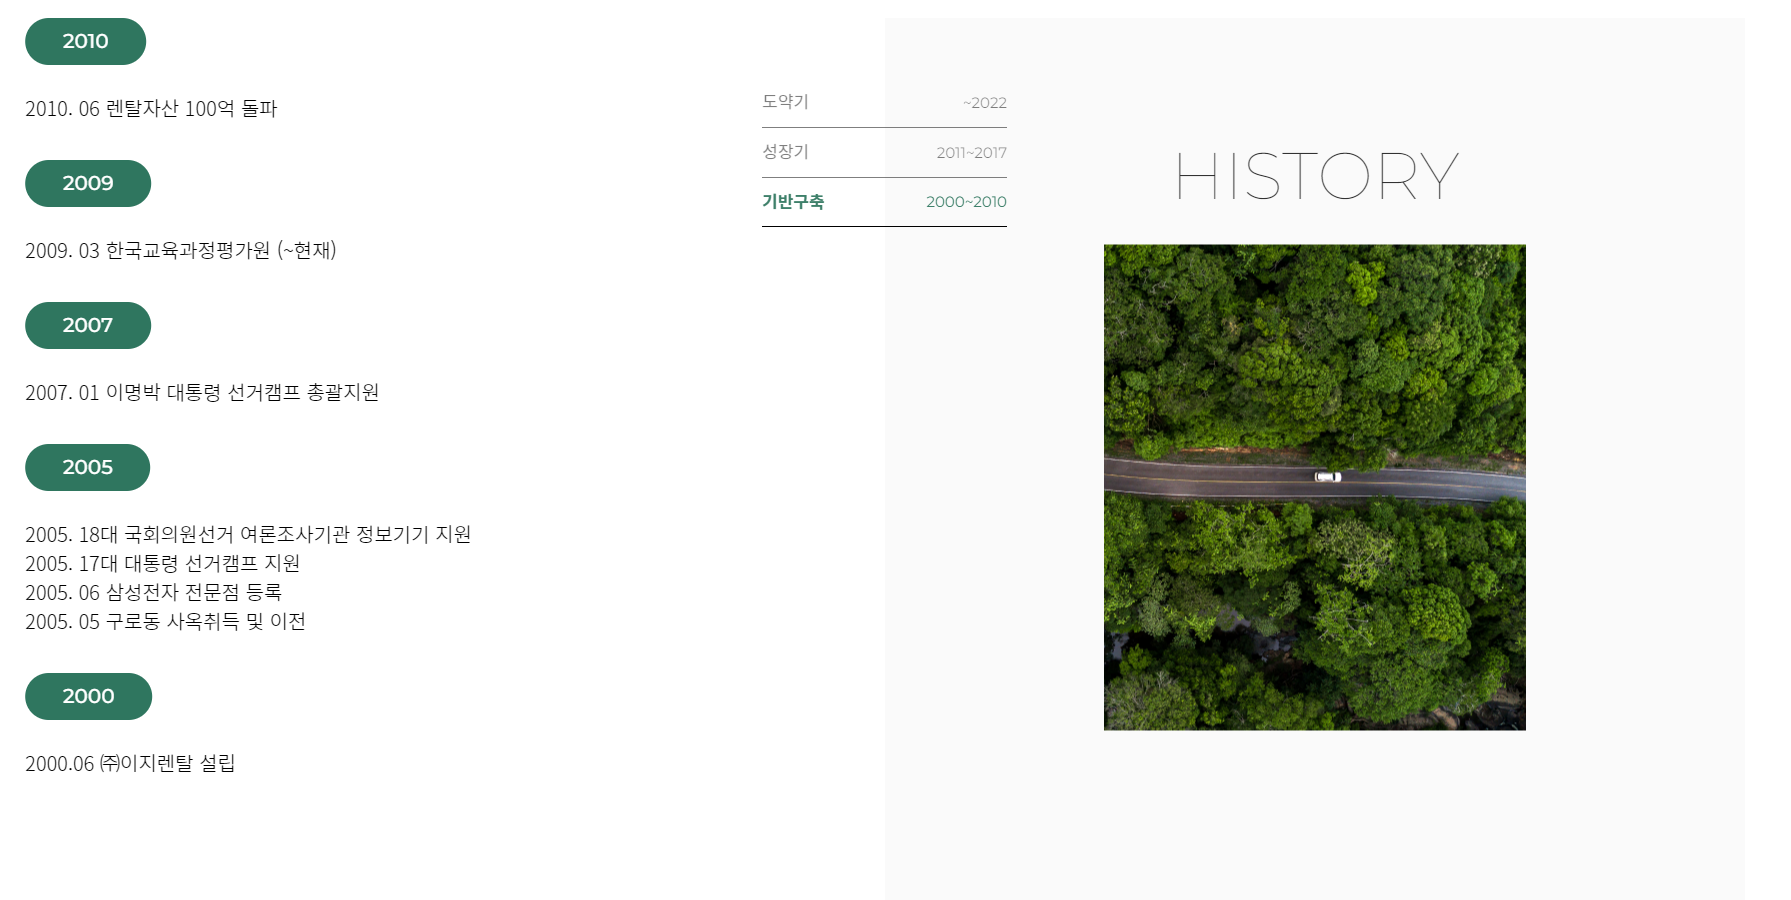 2010
2010. 06 렌탈자산 100억 돌파
2009
2009. 03 한국교육과정평가원 (~현재)
2007
2007. 01 이명박 대통령 선거캠프 총괄지원
2005
2005. 18대 국회의원선거 여론조사기관 정보기기 지원
2005. 17대 대통령 선거캠프 지원
2005. 06 삼성전자 전문점 등록
2005. 05 구로동 사옥취득 및 이전
2000
2000.06 ㈜이지렌탈 설립
도약기 ~2022
성장기 2011~2017
기반구축 2000~2010
HISTORY